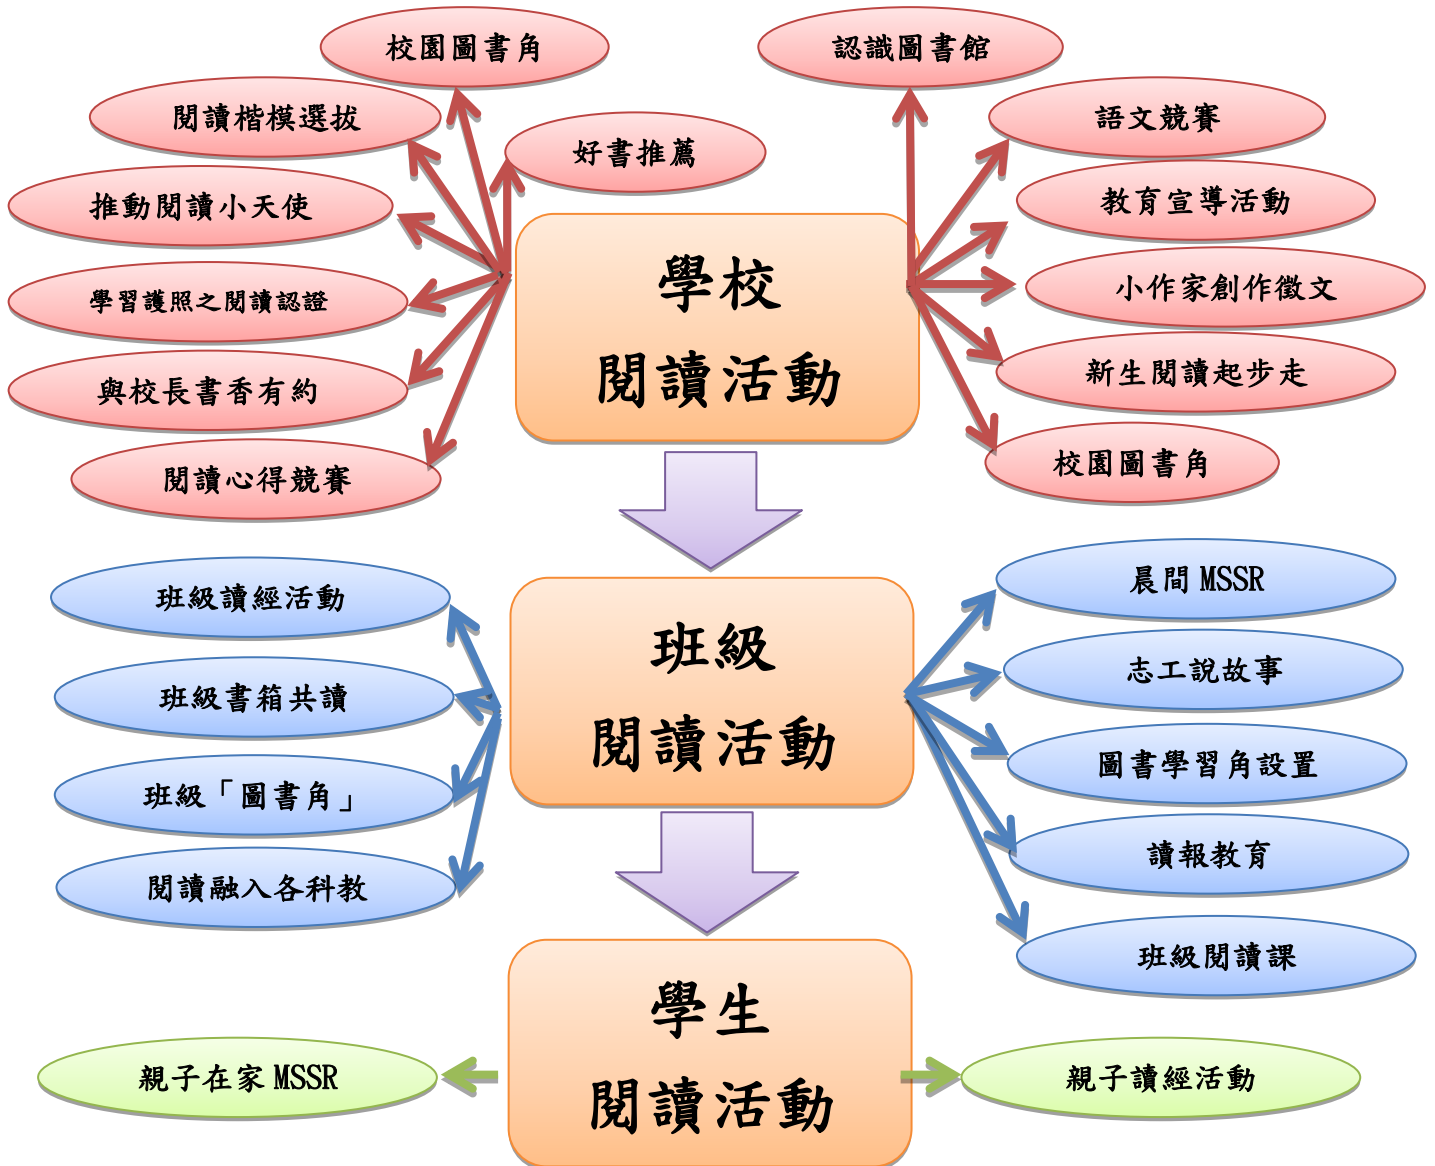 校園圖書角
認識圖書館
閱讀楷模選拔
語文競賽
好書推薦
推動閱讀小天使
教育宣導活動
學校
閱讀活動
學習護照之閱讀認證
小作家創作徵文
與校長書香有約
新生閱讀起步走
閱讀心得競賽
校園圖書角
班級讀經活動
晨間 MSSR
班級
閱讀活動
班級書箱共讀
志工說故事
班級「圖書角」
圖書學習角設置
閱讀融入各科教
讀報教育
班級閱讀課
學生
閱讀活動
親子在家 MSSR
親子讀經活動